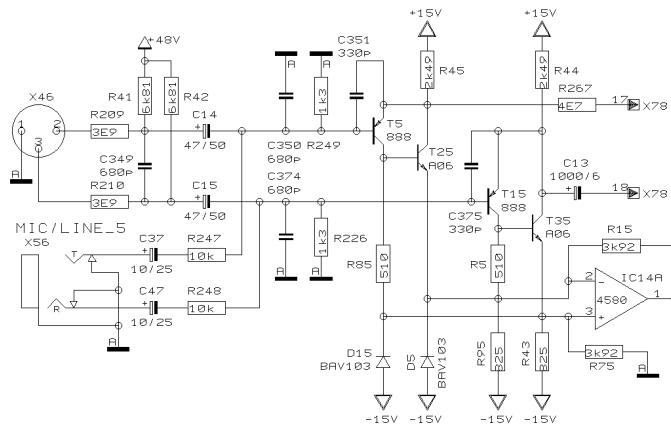 +15V
+15V
+48V
C351
330p
A
A
2k49
R45
2k49
R44
X46
R41
R42
R267
17
X78
6k81
6k81
1k3
4E7
1
2
3
R209
3E9
C14
47/50
T5
888
C349
680p
C350
680p
R249
T25
A06
C13
1000/6
18
X78
R210
3E9
C374
680p
C15
47/50
T15
888
A
MIC/LINE_5
X56
C375
330p
T35
A06
R15
3k92
C37
R247
1k3
R226
T
10/25
10k
R85
510
R5
510
IC14A
2
4580
1
3
C47
R248
A
A
R
10/25
10k
A
D15
BAV103
D5
BAV103
R95
825
R43
825
3k92
R75
A
-15V
-15V
-15V
-15V